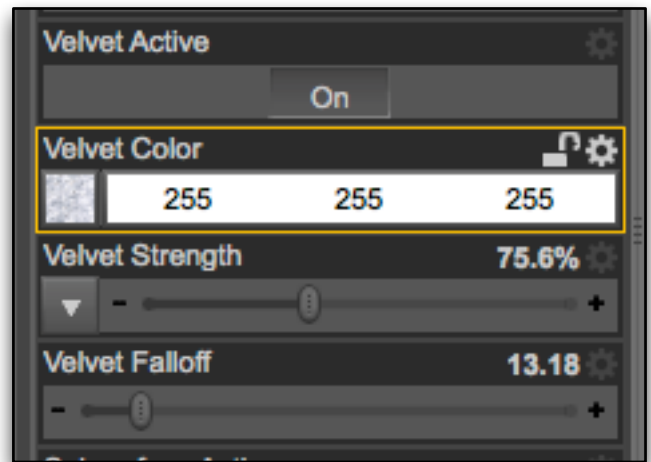 Velvet Active
On
Velvet Color
255 255 255
Velvet Strength 75.6%
- +
Velvet Falloff 13.18
- +